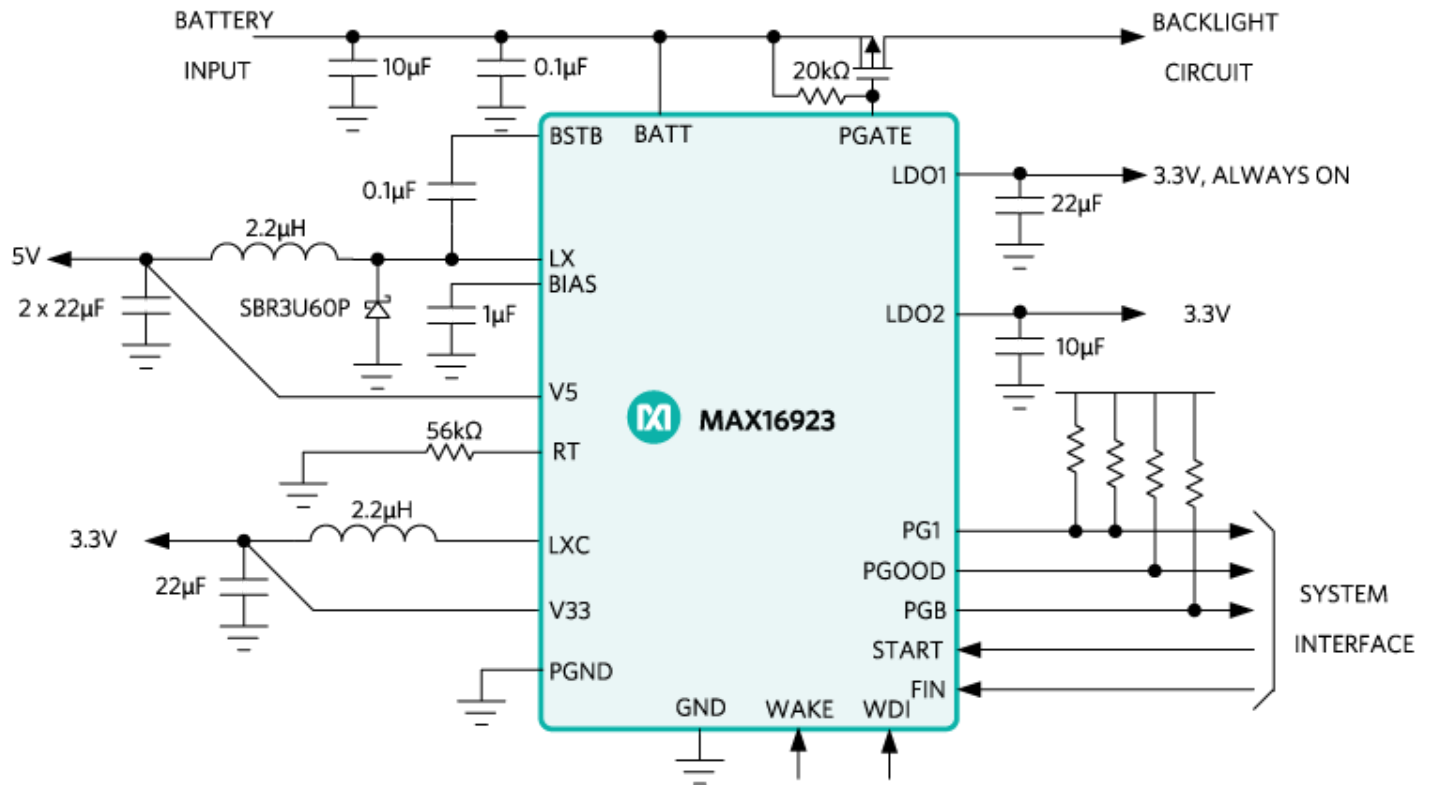 BATTERY
INPUT
BACKLIGHT
CIRCUIT
10µF
0.1µF
20kΩ
BSTB
BATT
PGATE
LDO1
3.3V, ALWAYS ON
0.1µF
22µF
2.2µH
5V
LX
BIAS
2 x 22µF
SBR3U60P
1µF
LDO2
3.3V
10µF
V5
MAX16923
56kΩ
RT
2.2µH
3.3V
LXC
22µF
V33
PG1
PGOOD
PGB
START
FIN
SYSTEM
INTERFACE
PGND
GND
WAKE
WDI